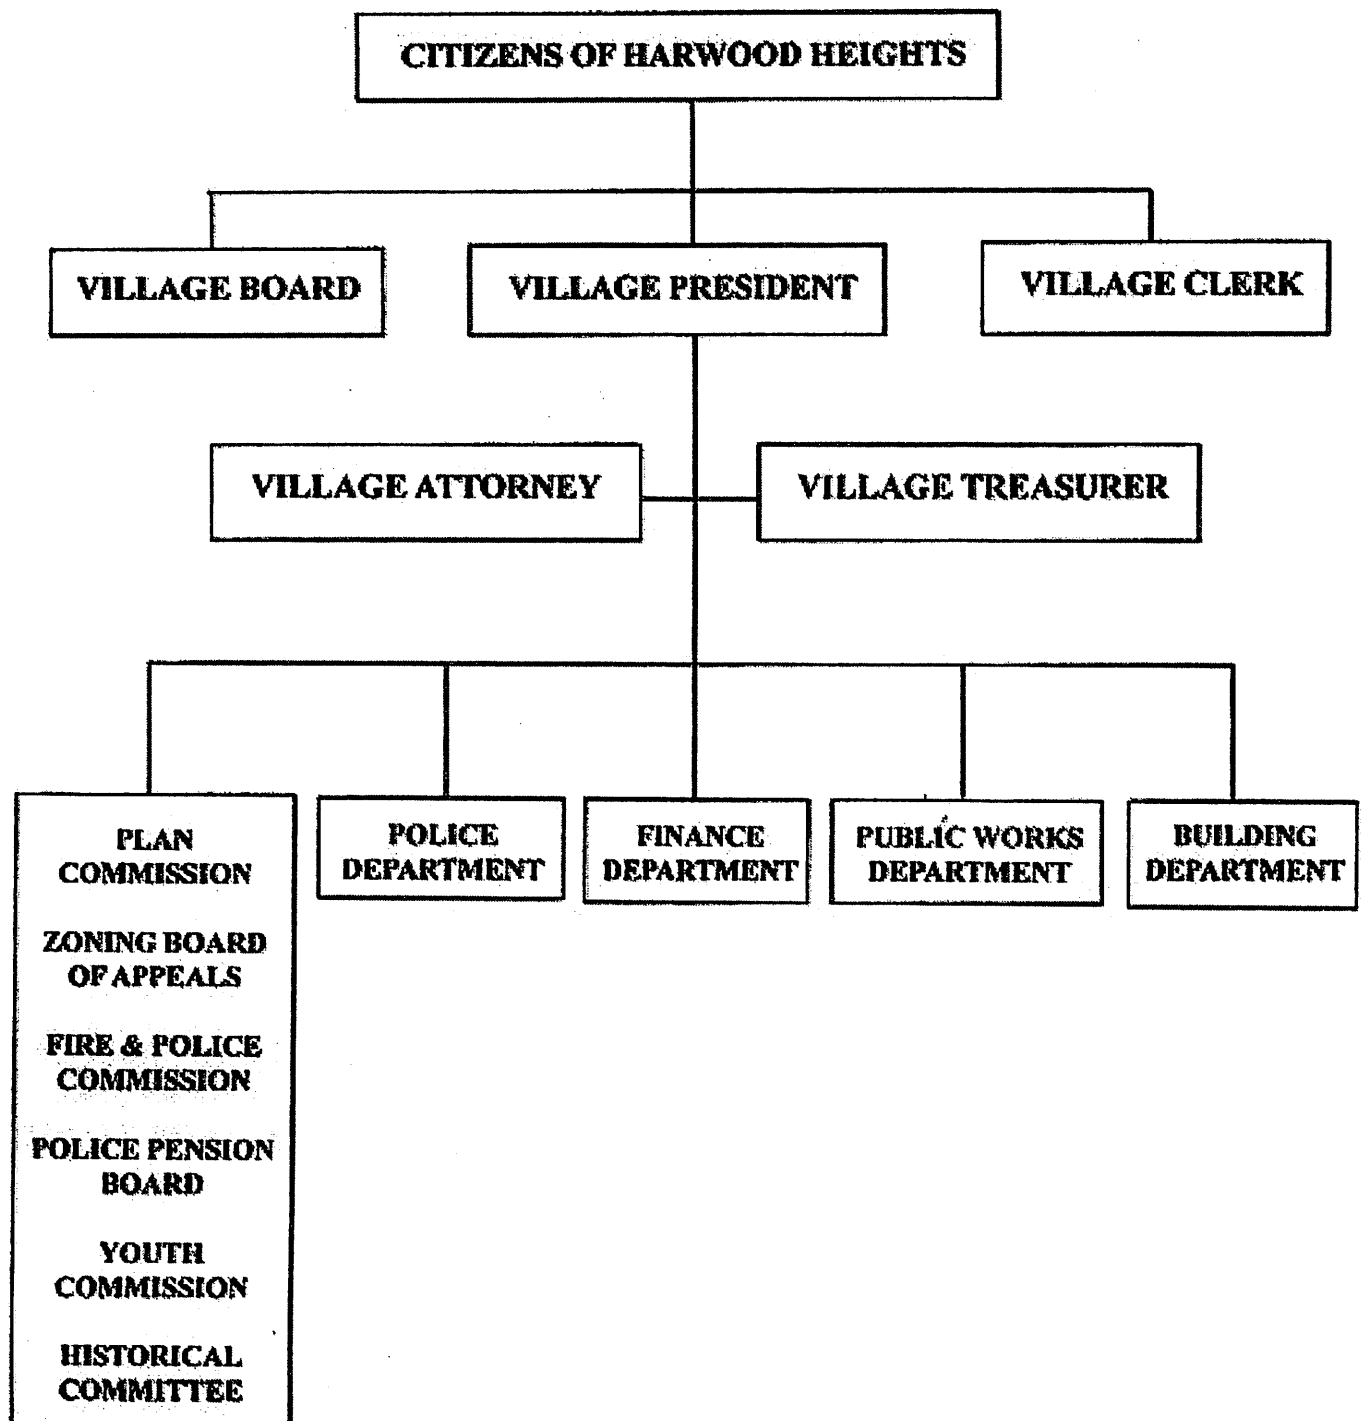 CITIZENS OF HARWOOD HEIGHTS
VILLAGE BOARD
VILLAGE PRESIDENT
VILLAGE CLERK
VILLAGE ATTORNEY
VILLAGE TREASURER
PLAN
COMMISSION
ZONING BOARD
OF APPEALS
FIRE & POLICE
COMMISSION
POLICE PENSION
BOARD
YOUTH
COMMISSION
HISTORICAL
COMMITTEE
POLICE
DEPARTMENT
FINANCE
DEPARTMENT
PUBLIC WORKS
DEPARTMENT
BUILDING
DEPARTMENT